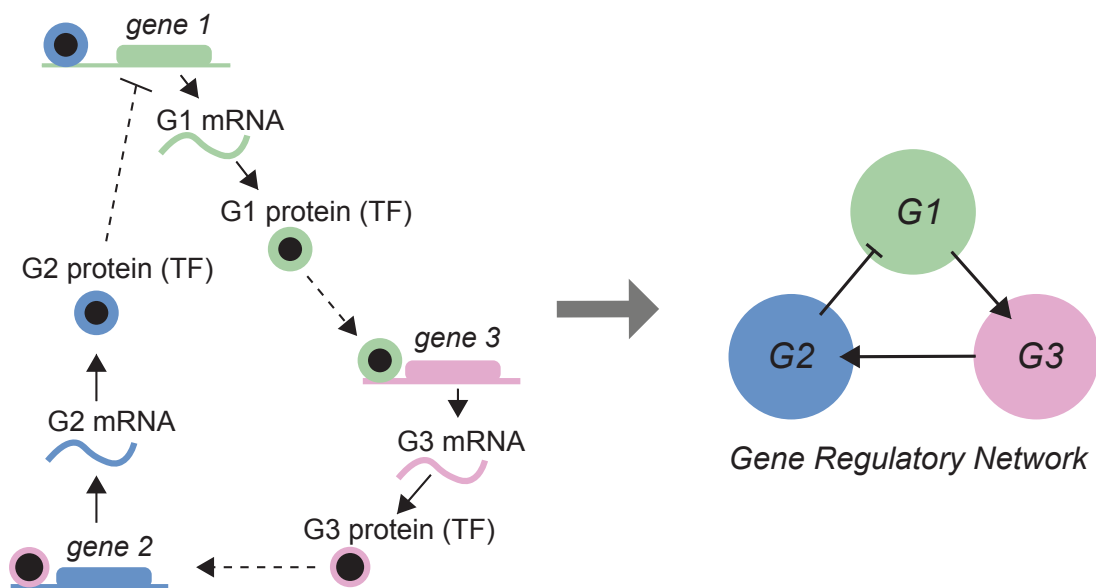 gene 1
G1 mRNA
G1 protein (TF)
G2 protein (TF)
gene 3
G2 mRNA
G3 mRNA
G3 protein (TF)
gene 2
G1
G2
G3
Gene Regulatory Network